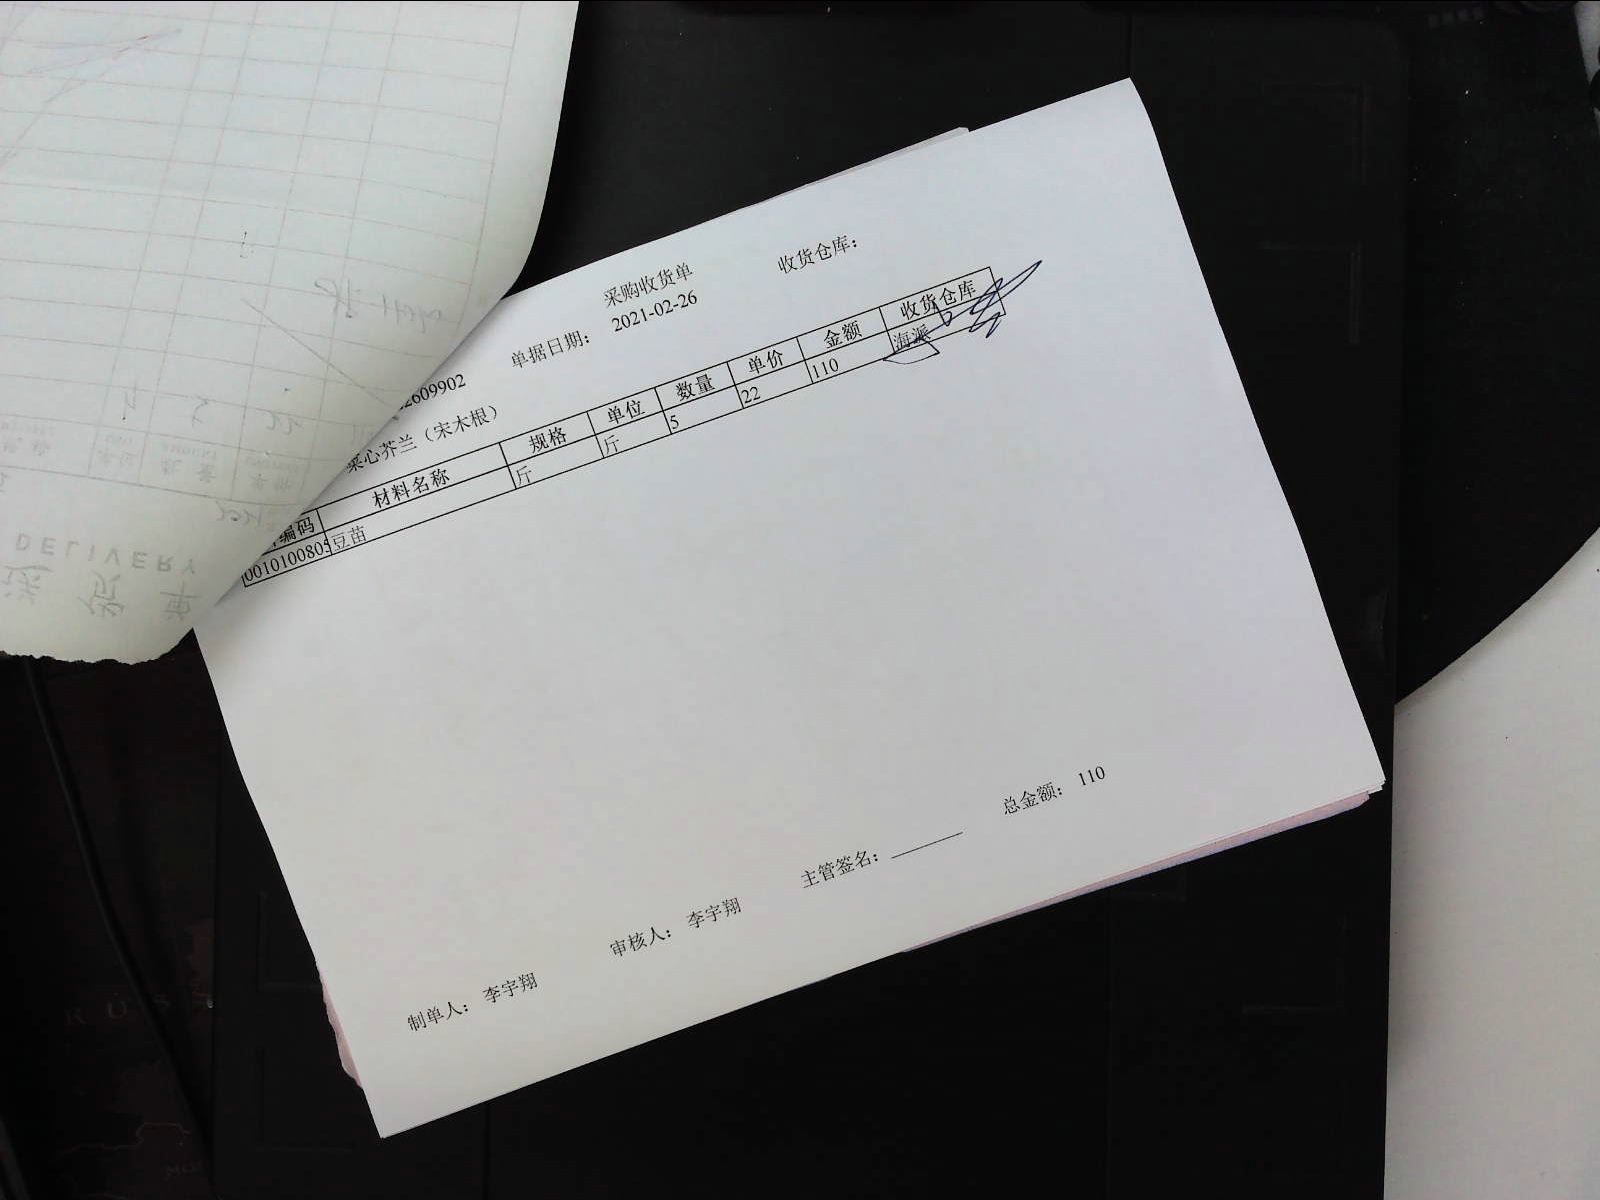 采购收货单
收货仓库：
单据日期： 2021-02-26
2609902
菜心芥兰（宋木根）
编码 材料名称 规格 单位 数量 单价 金额 收货仓库
0010100805 豆苗 斤 斤 5 22 110 海派
总金额： 110
主管签名：
审核人： 李宇翔
制单人： 李宇翔
DELIVERY